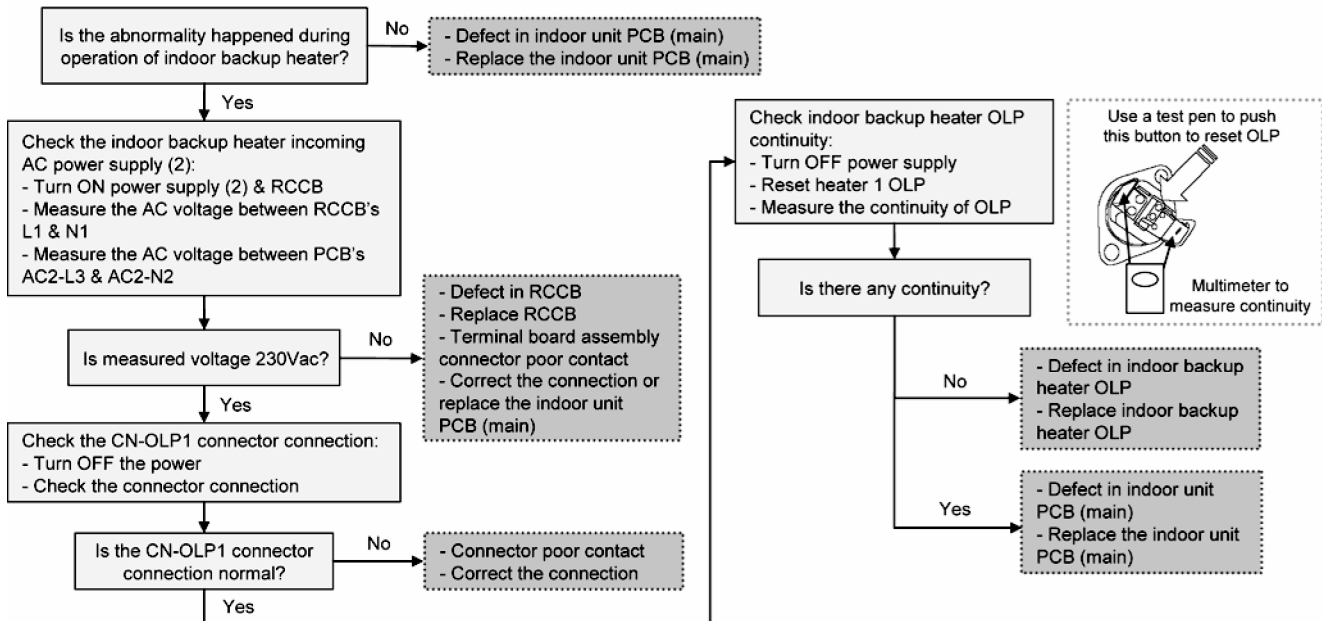 Is the abnormality happened during
operation of indoor backup heater?
No
- Defect in indoor unit PCB (main)
- Replace the indoor unit PCB (main)
Yes
Check the indoor backup heater incoming
AC power supply (2):
- Turn ON power supply (2) & RCCB
- Measure the AC voltage between RCCB's
L1 & N1
- Measure the AC voltage between PCB's
AC2-L3 & AC2-N2
Is measured voltage 230Vac?
No
- Defect in RCCB
- Replace RCCB
- Terminal board assembly
connector poor contact
- Correct the connection or
replace the indoor unit
PCB (main)
Yes
Check the CN-OLP1 connector connection:
- Turn OFF the power
- Check the connector connection
Is the CN-OLP1 connector
connection normal?
No
- Connector poor contact
- Correct the connection
Yes
Check indoor backup heater OLP
continuity:
- Turn OFF power supply
- Reset heater 1 OLP
- Measure the continuity of OLP
Use a test pen to push
this button to reset OLP
Multimeter to
measure continuity
Is there any continuity?
No
- Defect in indoor backup
heater OLP
- Replace indoor backup
heater OLP
Yes
- Defect in indoor unit
PCB (main)
- Replace the indoor unit
PCB (main)